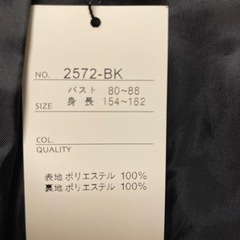 NO. 2572-BK
バスト 80~88
SIZE 身長 154~162
COL.
QUALITY
表地 ポリエステル 100%
裏地 ポリエステル 100%